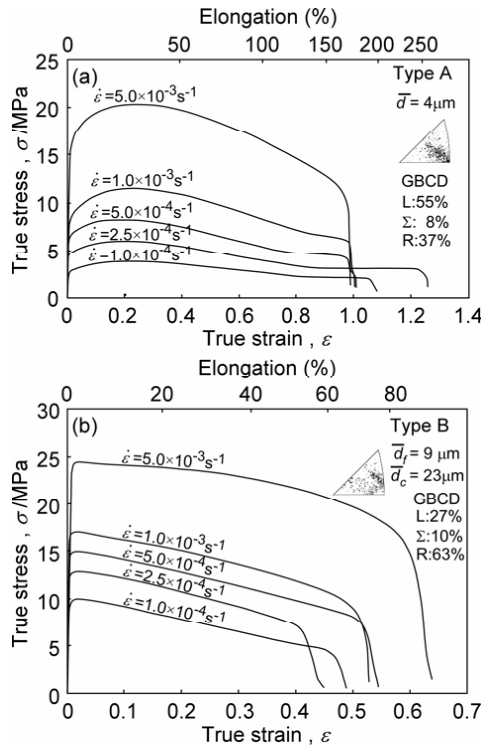 Elongation (%)
0 50 100 150 200 250
(a)
Type A
d̅ = 4μm
GBCD
L:55%
Σ: 8%
R:37%
ε̇=5.0×10⁻³s⁻¹
ε̇=1.0×10⁻³s⁻¹
ε̇=5.0×10⁻⁴s⁻¹
ε̇=2.5×10⁻⁴s⁻¹
ε̇−1.0×10⁻⁴s⁻¹
True stress , σ /MPa
25
20
15
10
5
0
0 0.2 0.4 0.6 0.8 1.0 1.2 1.4
True strain , ε
Elongation (%)
0 20 40 60 80
(b)
Type B
d̅f = 9 μm
d̅c = 23μm
GBCD
L:27%
Σ:10%
R:63%
ε̇=5.0×10⁻³s⁻¹
ε̇=1.0×10⁻³s⁻¹
ε̇=5.0×10⁻⁴s⁻¹
ε̇=2.5×10⁻⁴s⁻¹
ε̇=1.0×10⁻⁴s⁻¹
True stress , σ /MPa
30
25
20
15
10
5
0
0 0.1 0.2 0.3 0.4 0.5 0.6 0.7
True strain , ε